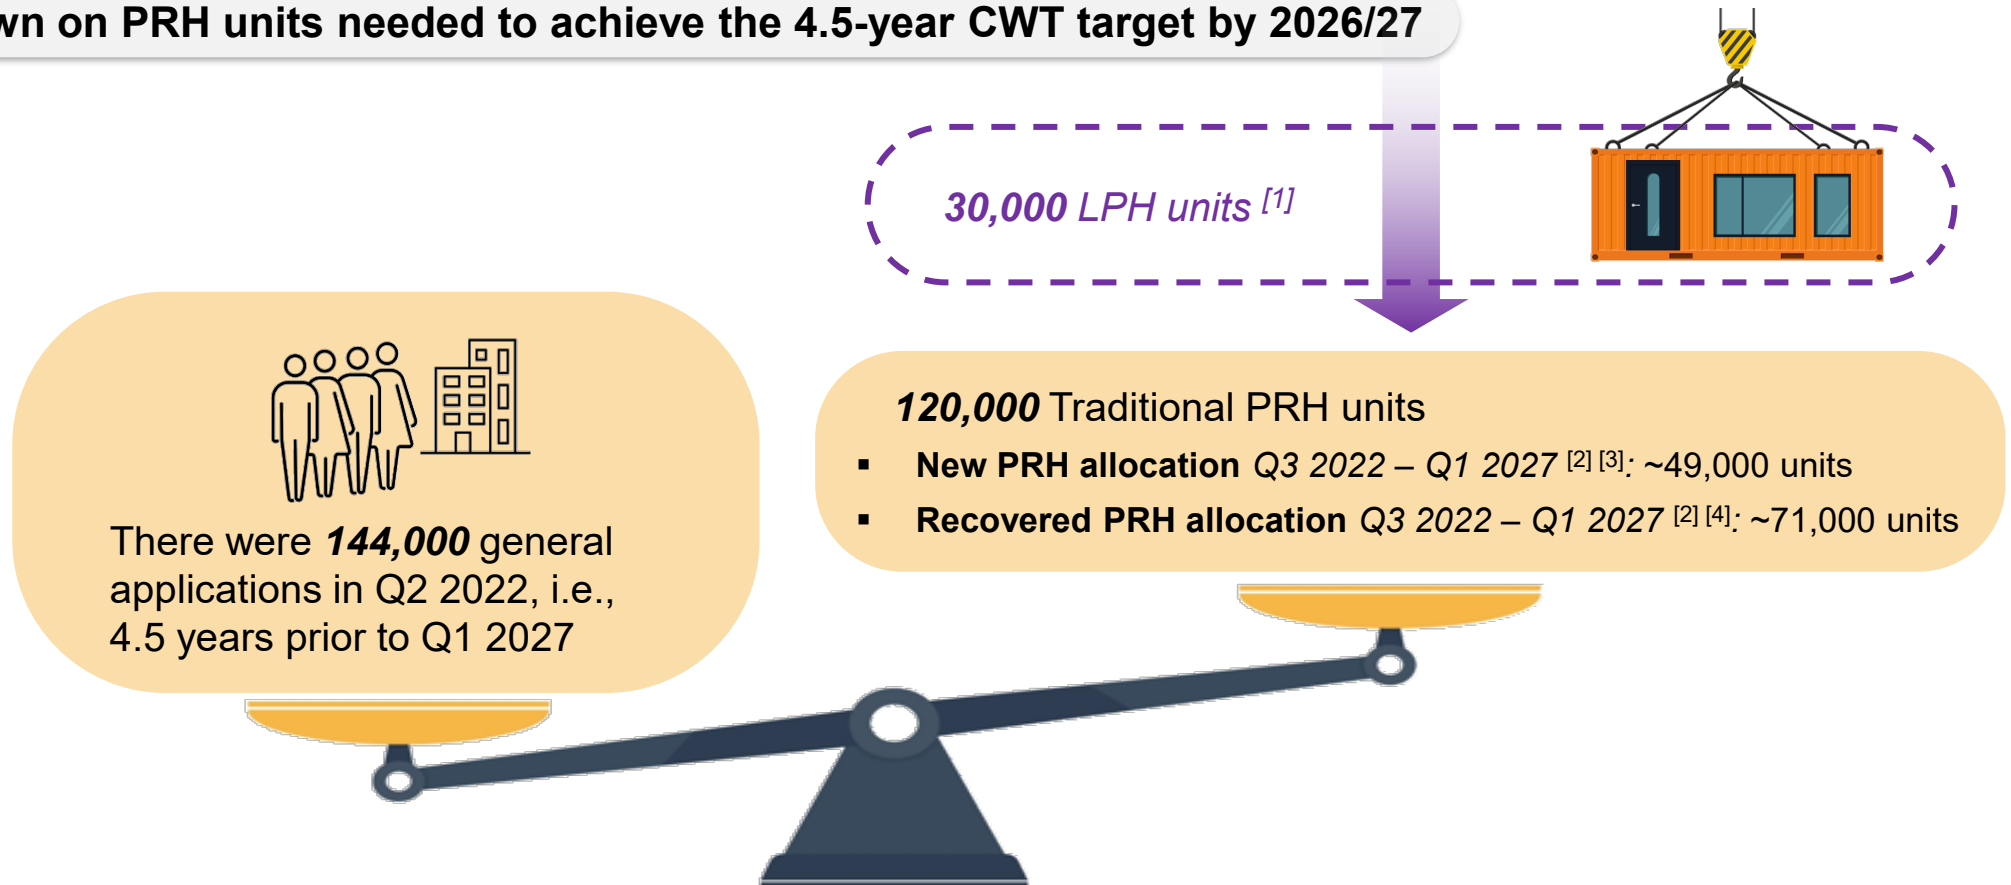 on PRH units needed to achieve the 4.5-year CWT target by 2026/27
30,000 LPH units [1]
120,000 Traditional PRH units
▪ New PRH allocation Q3 2022 – Q1 2027 [2] [3]: ~49,000 units
▪ Recovered PRH allocation Q3 2022 – Q1 2027 [2] [4]: ~71,000 units
There were 144,000 general
applications in Q2 2022, i.e.,
4.5 years prior to Q1 2027